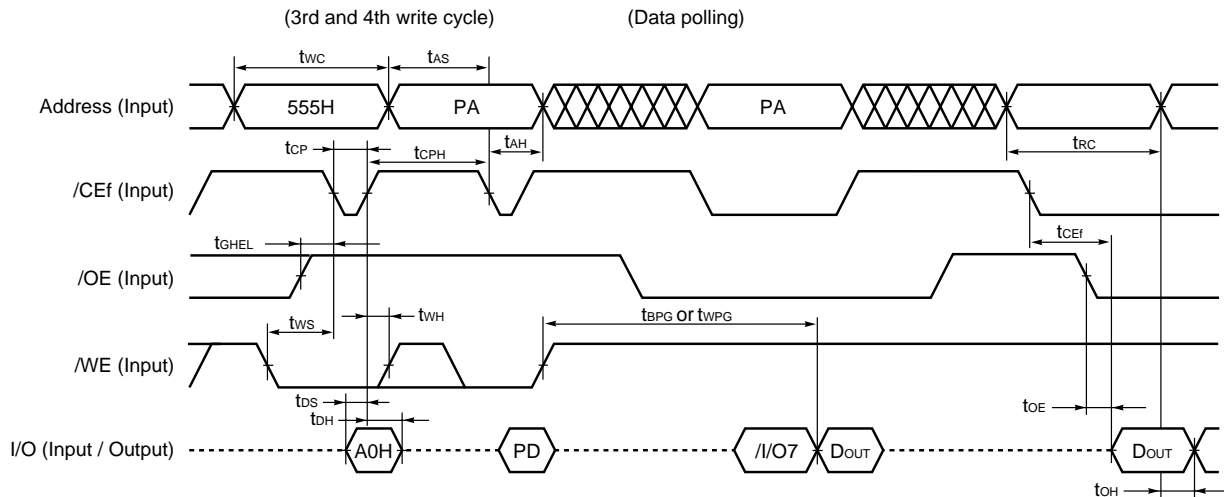 (3rd and 4th write cycle) (Data polling)
tWC tAS
Address (Input) 555H PA PA
tCP tCPH tAH tRC
/CEf (Input)
tGHEL tCEf
/OE (Input)
tWS tWH tBPG or tWPG
/WE (Input)
tDS tOE
tDH
I/O (Input / Output) A0H PD /I/O7 DOUT DOUT
tOH